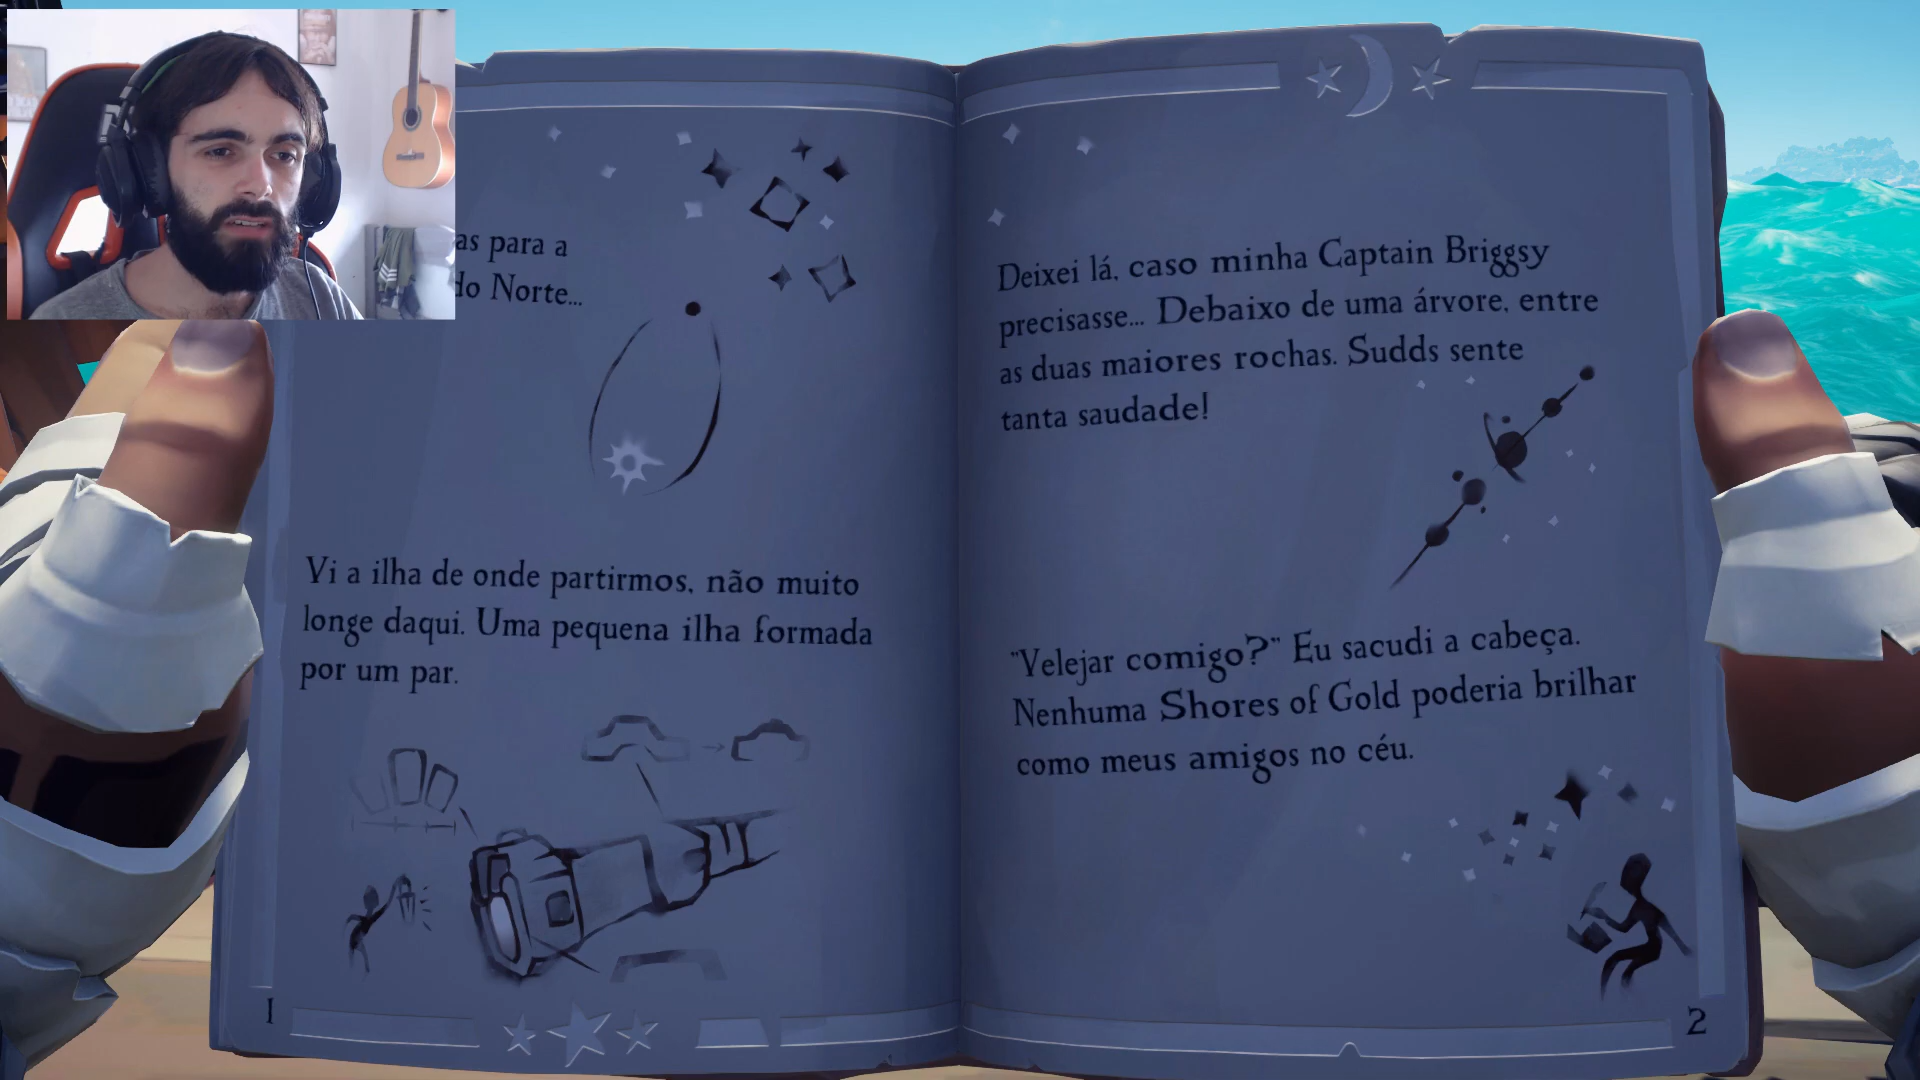 as para a
do Norte...
Vi a ilha de onde partirmos, não muito
longe daqui. Uma pequena ilha formada
por um par.
1
Deixei lá, caso minha Captain Briggsy
precisasse... Debaixo de uma árvore, entre
as duas maiores rochas. Sudds sente
tanta saudade!
"Velejar comigo?" Eu sacudi a cabeça.
Nenhuma Shores of Gold poderia brilhar
como meus amigos no céu.
2